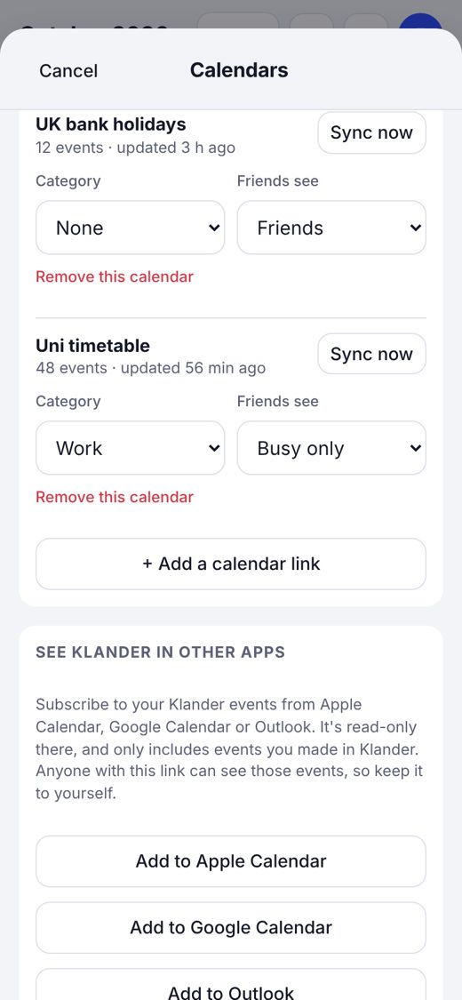 Cancel
Calendars
UK bank holidays
12 events · updated 3 h ago
Sync now
Category
Friends see
None
Friends
Remove this calendar
Uni timetable
48 events · updated 56 min ago
Sync now
Category
Friends see
Work
Busy only
Remove this calendar
+ Add a calendar link
SEE KLANDER IN OTHER APPS
Subscribe to your Klander events from Apple
Calendar, Google Calendar or Outlook. It's read-only
there, and only includes events you made in Klander.
Anyone with this link can see those events, so keep it
to yourself.
Add to Apple Calendar
Add to Google Calendar
Add to Outlook